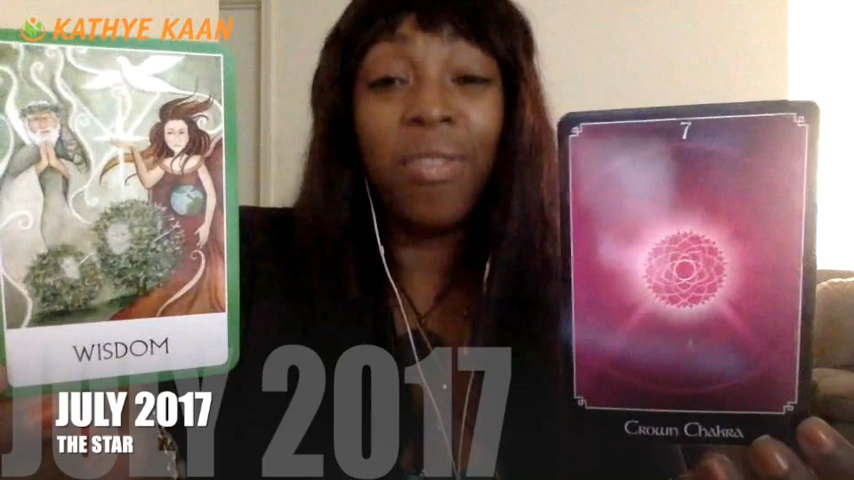 KATHYE KAAN
WISDOM
7
Crown Chakra
JULY 2017
JULY 2017
THE STAR